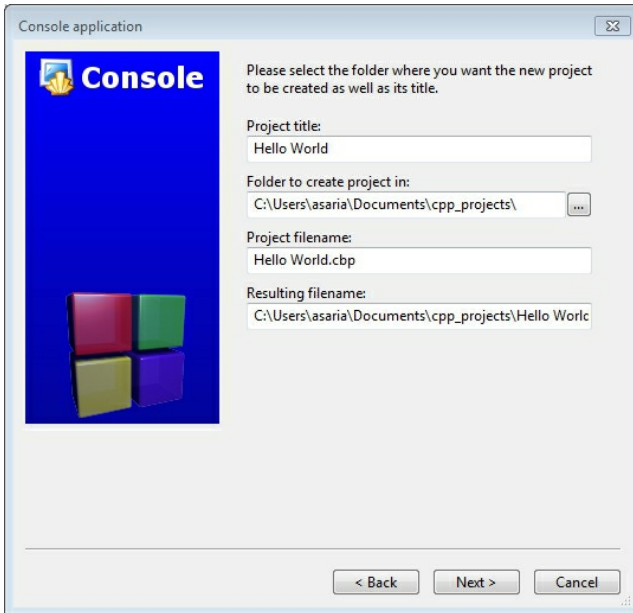 Console application
Console
Please select the folder where you want the new project
to be created as well as its title.
Project title:
Hello World
Folder to create project in:
C:\Users\asaria\Documents\cpp_projects\
...
Project filename:
Hello World.cbp
Resulting filename:
C:\Users\asaria\Documents\cpp_projects\Hello World
< Back
Next >
Cancel